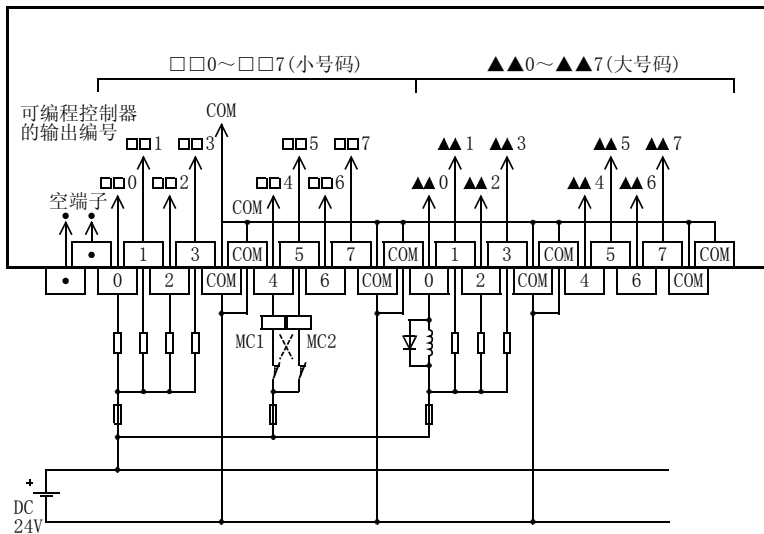 □□0～□□7(小号码) ▲▲0～▲▲7(大号码)
可编程控制器
的输出编号
COM
□□1 □□3 □□5 □□7 ▲▲1 ▲▲3 ▲▲5 ▲▲7
□□0 □□2 □□4 □□6 ▲▲0 ▲▲2 ▲▲4 ▲▲6
空端子
COM
• 1 3 COM 5 7 COM 1 3 COM 5 7 COM
• 0 2 COM 4 6 COM 0 2 COM 4 6 COM
MC1 MC2
+
DC
24V